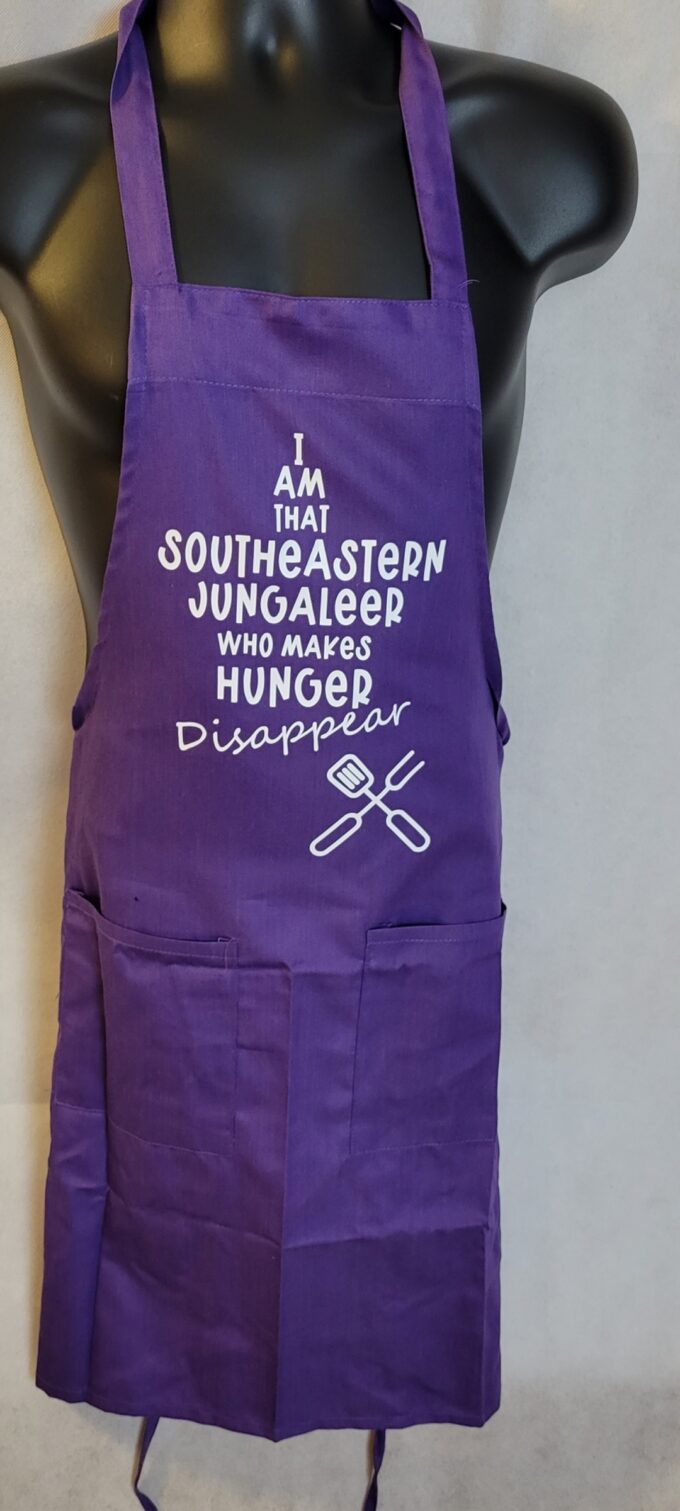 I
AM
THAT
SOUTHEASTERN
JUNGALEER
WHO MAKES
HUNGER
Disappear